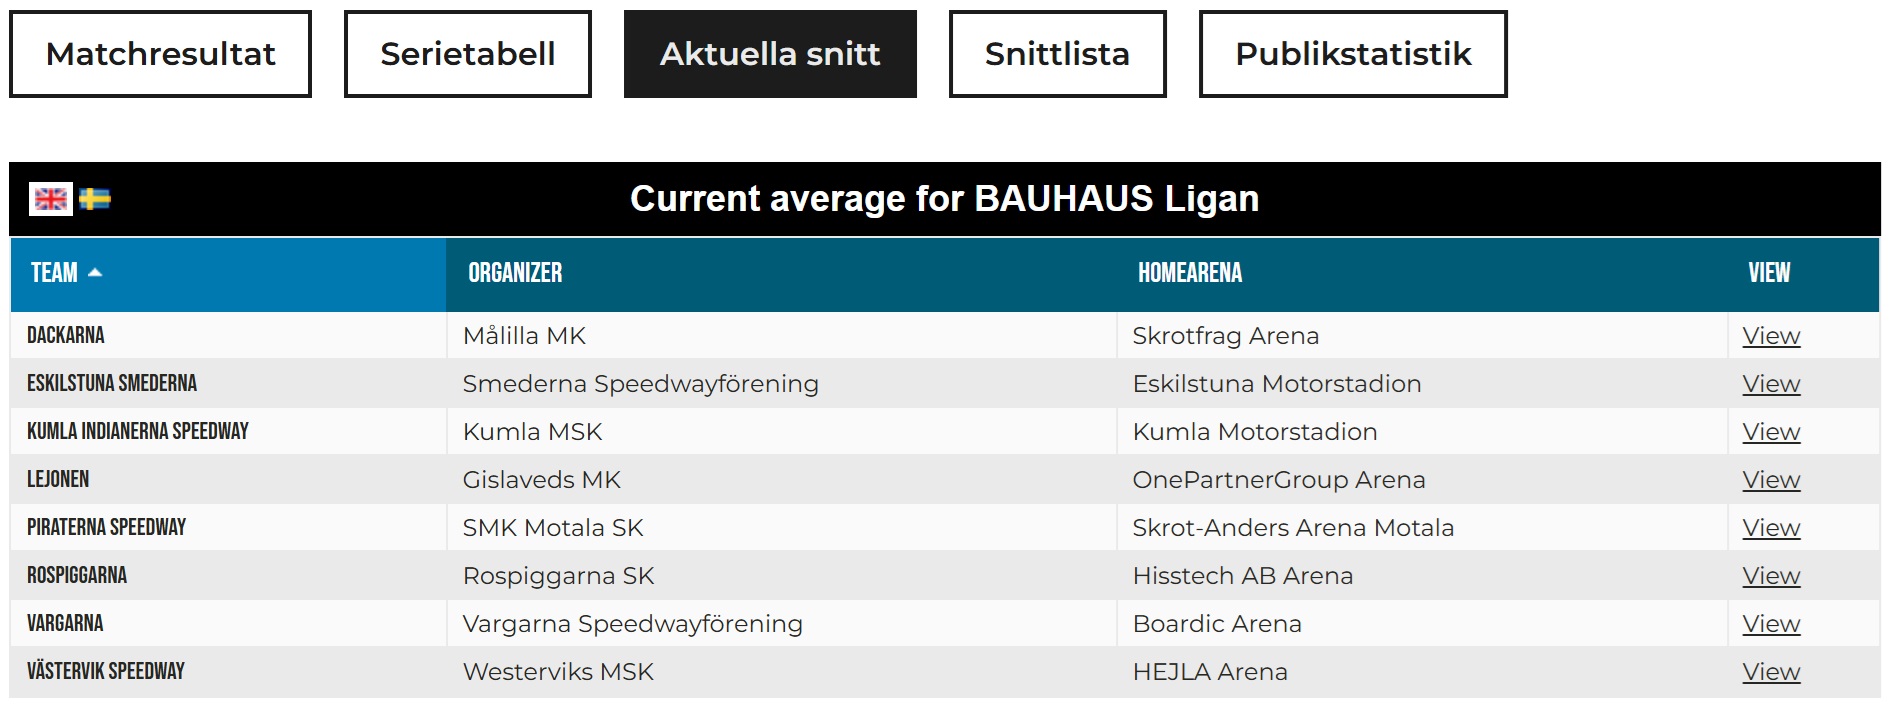 Matchresultat Serietabell Aktuella snitt Snittlista Publikstatistik
Current average for BAUHAUS Ligan
TEAM ORGANIZER HOMEARENA VIEW
DACKARNA Målilla MK Skrotfrag Arena View
ESKILSTUNA SMEDERNA Smederna Speedwayförening Eskilstuna Motorstadion View
KUMLA INDIANERNA SPEEDWAY Kumla MSK Kumla Motorstadion View
LEJONEN Gislaveds MK OnePartnerGroup Arena View
PIRATERNA SPEEDWAY SMK Motala SK Skrot-Anders Arena Motala View
ROSPIGGARNA Rospiggarna SK Hisstech AB Arena View
VARGARNA Vargarna Speedwayförening Boardic Arena View
VÄSTERVIK SPEEDWAY Westerviks MSK HEJLA Arena View